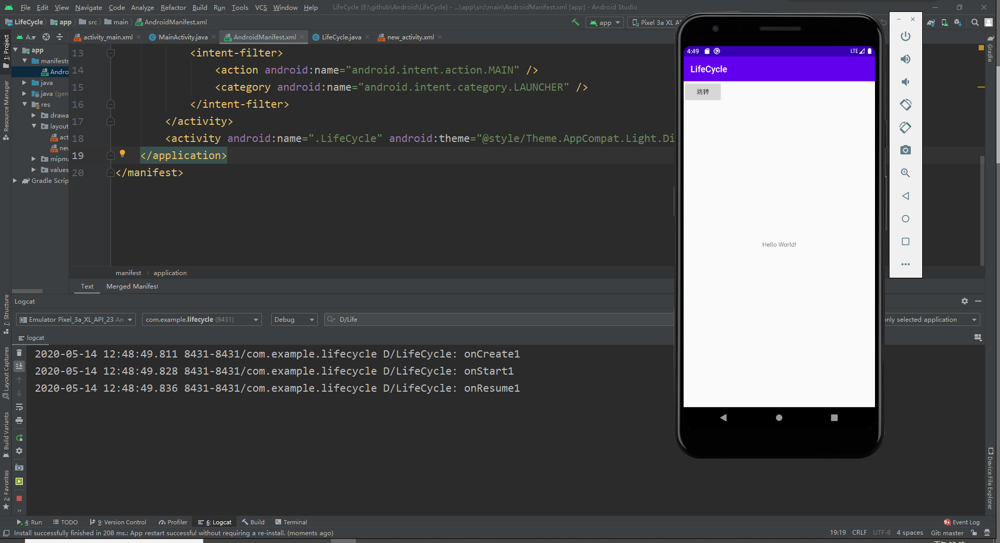 File Edit View Navigate Code Analyze Refactor Build Run Tools VCS Window Help LifeCycle [E:\github\Android\LifeCycle] - ...\app\src\main\AndroidManifest.xml [app] - Android Studio
LifeCycle app src main AndroidManifest.xml app Pixel 3a XL AP
1: Project A.. activity_main.xml MainActivity.java AndroidManifest.xml LifeCycle.java new_activity.xml
app
manifests
Andro
java
java (gen
res
drawa
layout
act
new
mipma
values
Gradle Scrip
Resource Manager
7: Structure
Layout Captures
Build Variants
2: Favorites
13 <intent-filter>
14 <action android:name="android.intent.action.MAIN" />
15 <category android:name="android.intent.category.LAUNCHER" />
16 </intent-filter>
17 </activity>
18 <activity android:name=".LifeCycle" android:theme="@style/Theme.AppCompat.Light.Di
19 </application>
20 </manifest>
manifest application
Text Merged Manifest
Logcat
Emulator Pixel_3a_XL_API_23 An com.example.lifecycle (8431) Debug D/Life only selected application
logcat
2020-05-14 12:48:49.811 8431-8431/com.example.lifecycle D/LifeCycle: onCreate1
2020-05-14 12:48:49.828 8431-8431/com.example.lifecycle D/LifeCycle: onStart1
2020-05-14 12:48:49.836 8431-8431/com.example.lifecycle D/LifeCycle: onResume1
4:49 LTE
LifeCycle
跳转
Hello World!
Gradle
Device File Explorer
4: Run TODO 9: Version Control Profiler 6: Logcat Build Terminal 9+ Event Log
Install successfully finished in 208 ms.: App restart successful without requiring a re-install. (moments ago) 19:19 CRLF UTF-8 4 spaces Git: master